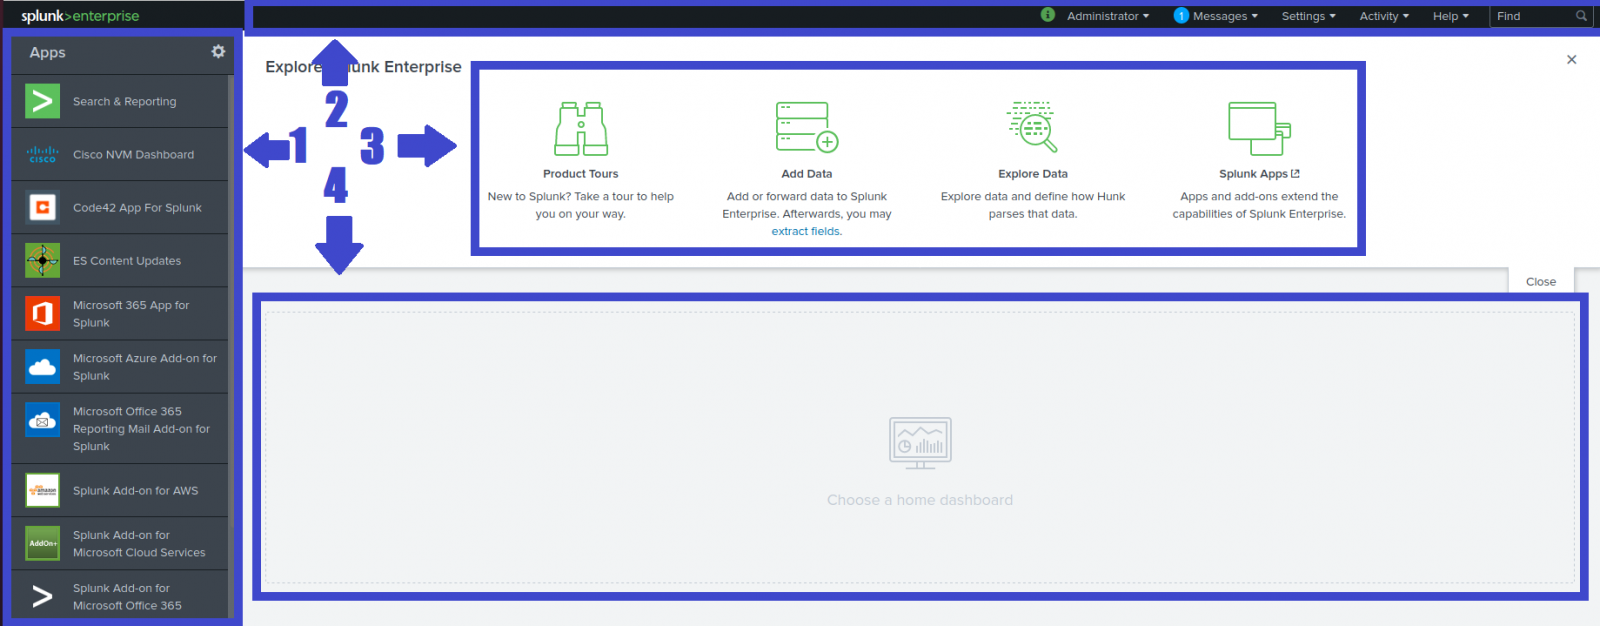 splunk>enterprise
i Administrator 1 Messages Settings Activity Help Find
Apps
Search & Reporting
CISCO
Cisco NVM Dashboard
Code42 App For Splunk
ES Content Updates
Microsoft 365 App for
Splunk
Microsoft Azure Add-on for
Splunk
Microsoft Office 365
Reporting Mail Add-on for
Splunk
Splunk Add-on for AWS
AddOn+
Splunk Add-on for
Microsoft Cloud Services
Splunk Add-on for
Microsoft Office 365
Explore Splunk Enterprise
1
2
3
4
Product Tours
New to Splunk? Take a tour to help
you on your way.
Add Data
Add or forward data to Splunk
Enterprise. Afterwards, you may
extract fields.
Explore Data
Explore data and define how Hunk
parses that data.
Splunk Apps
Apps and add-ons extend the
capabilities of Splunk Enterprise.
Close
Choose a home dashboard